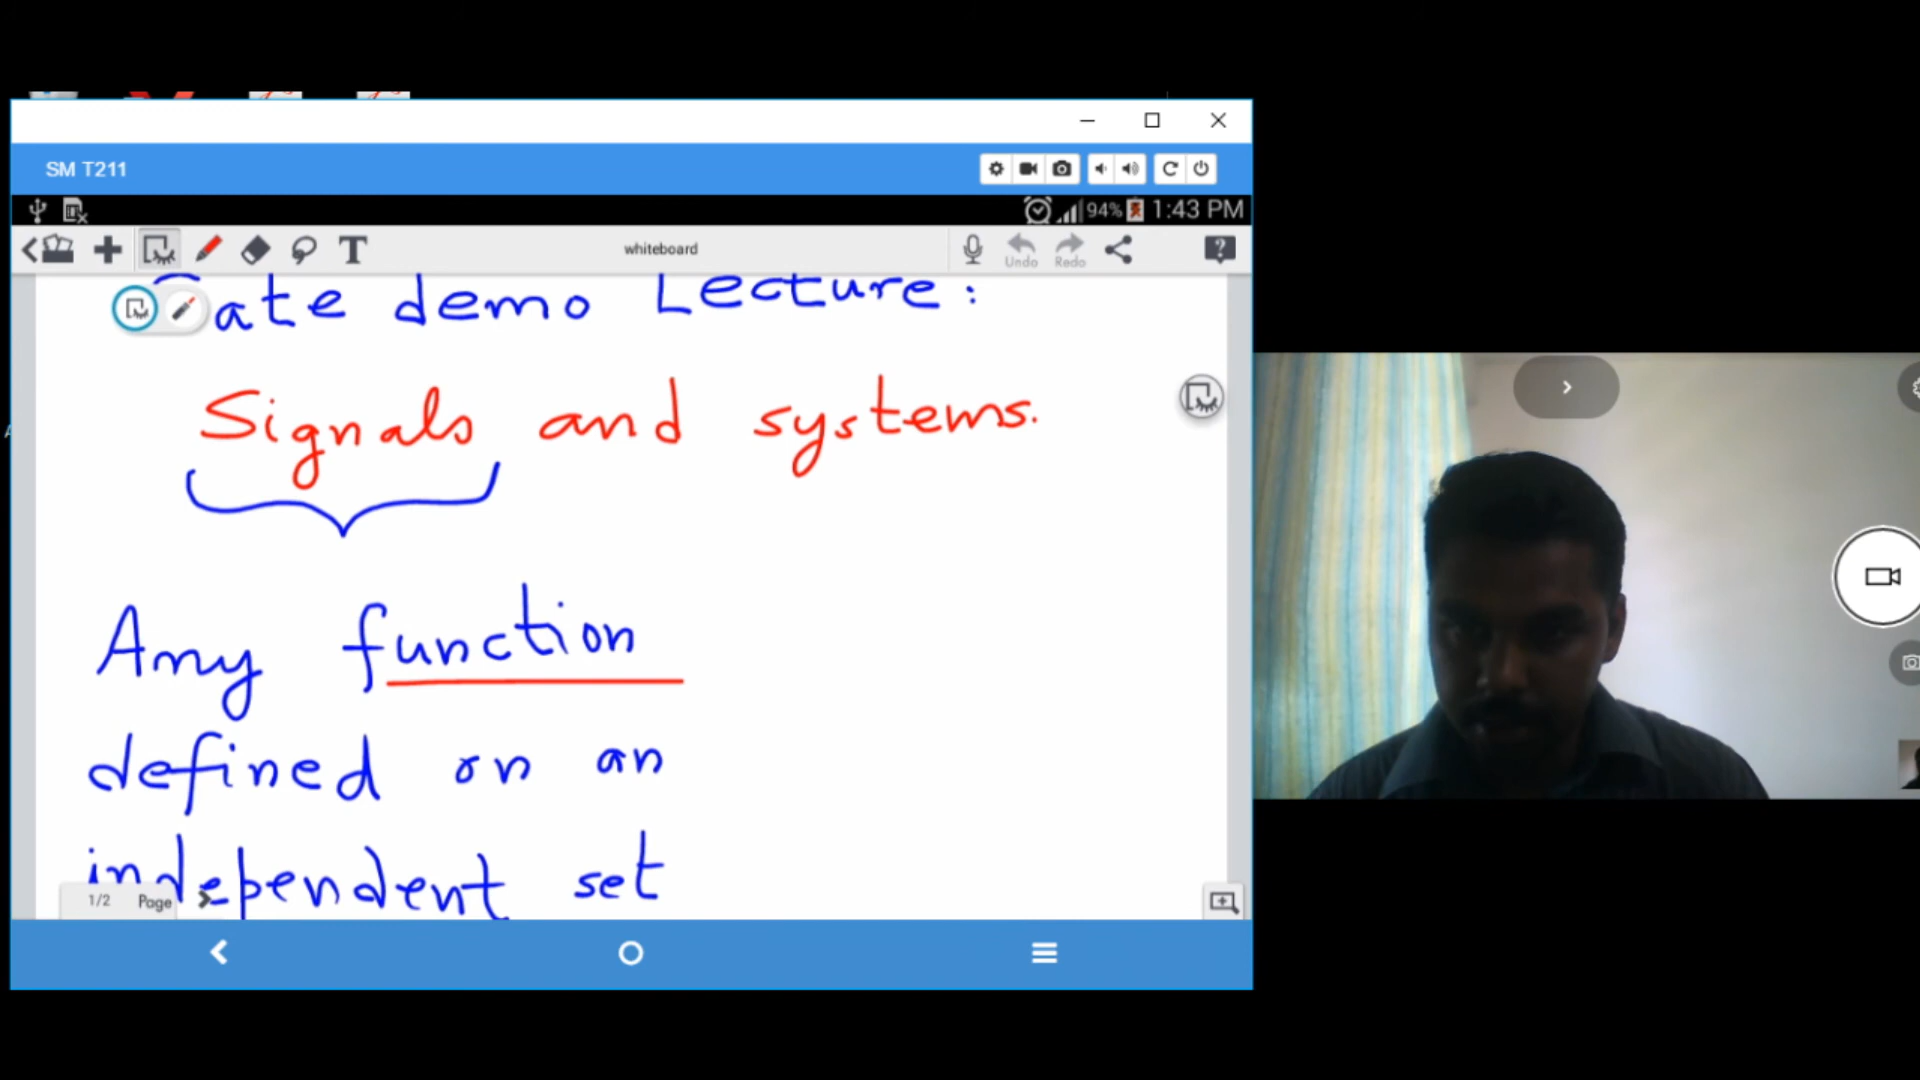 SM T211
94% 1:43 PM
whiteboard
Undo
Redo
T
?
Gate demo Lecture:
Signals and systems.
Any function
defined on an
independent set
1/2 Page